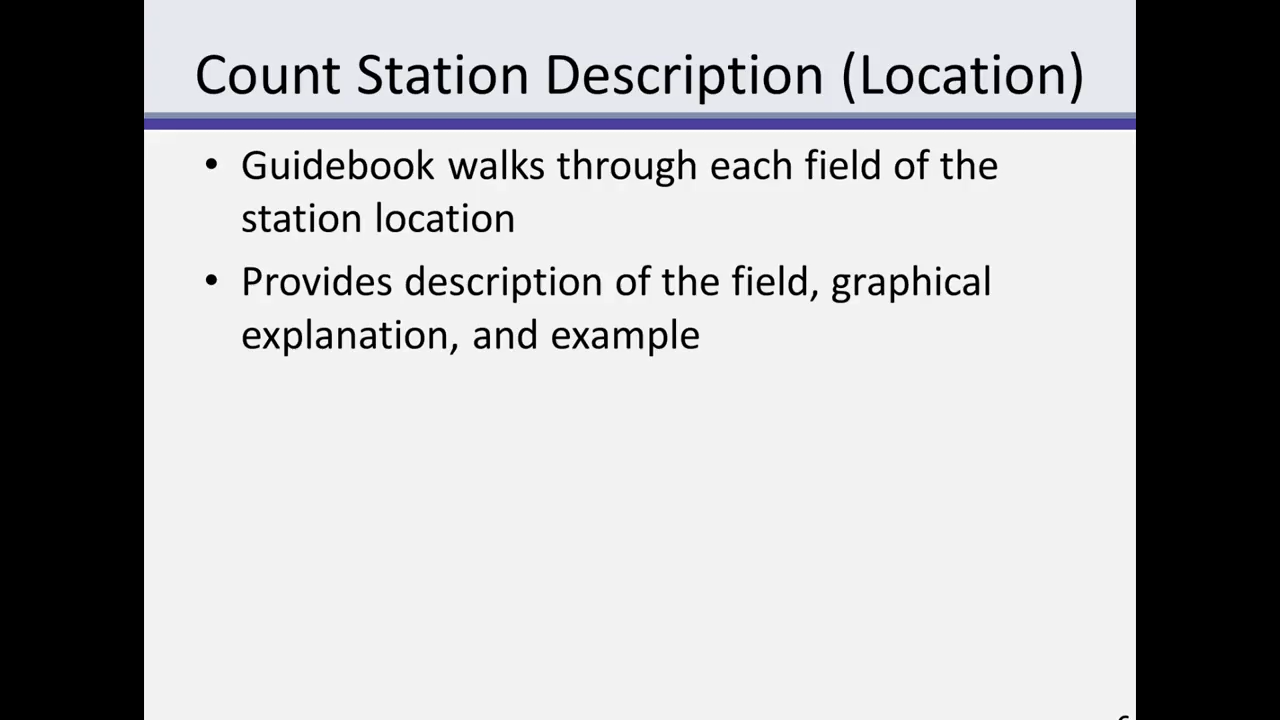 Count Station Description (Location)
• Guidebook walks through each field of the
station location
• Provides description of the field, graphical
explanation, and example